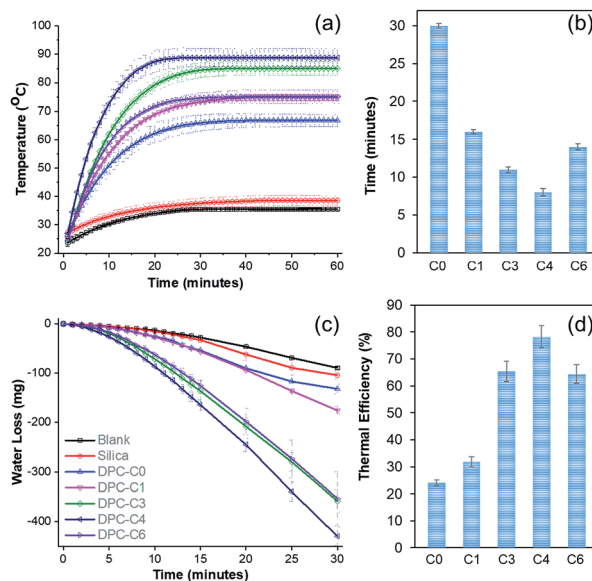 (a)
Temperature (°C)
100
90
80
70
60
50
40
30
20
0 10 20 30 40 50 60
Time (minutes)
(b)
Time (minutes)
30
25
20
15
10
5
0
C0 C1 C3 C4 C6
(c)
Water Loss (mg)
0
-100
-200
-300
-400
Blank
Silica
DPC-C0
DPC-C1
DPC-C3
DPC-C4
DPC-C6
0 5 10 15 20 25 30
Time (minutes)
(d)
Thermal Efficiency (%)
90
80
70
60
50
40
30
20
10
0
C0 C1 C3 C4 C6